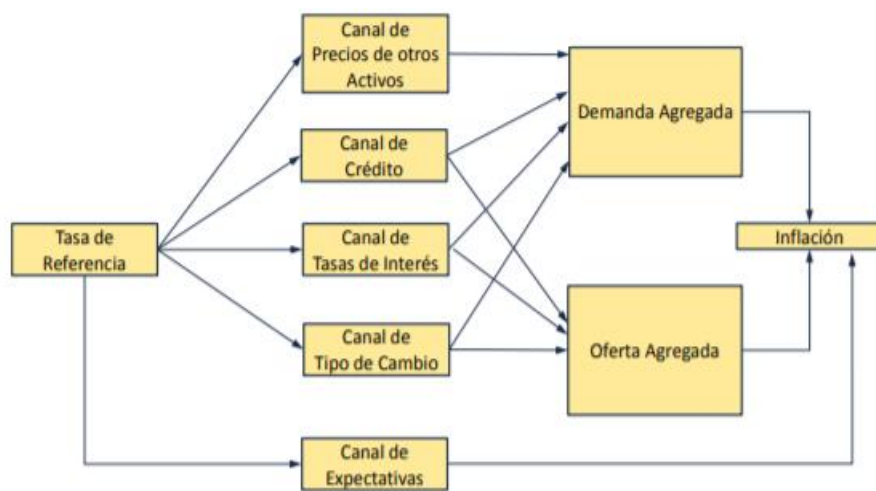 Canal de
Precios de otros
Activos
Demanda Agregada
Canal de
Crédito
Tasa de
Referencia
Canal de
Tasas de Interés
Inflación
Canal de
Tipo de Cambio
Oferta Agregada
Canal de
Expectativas